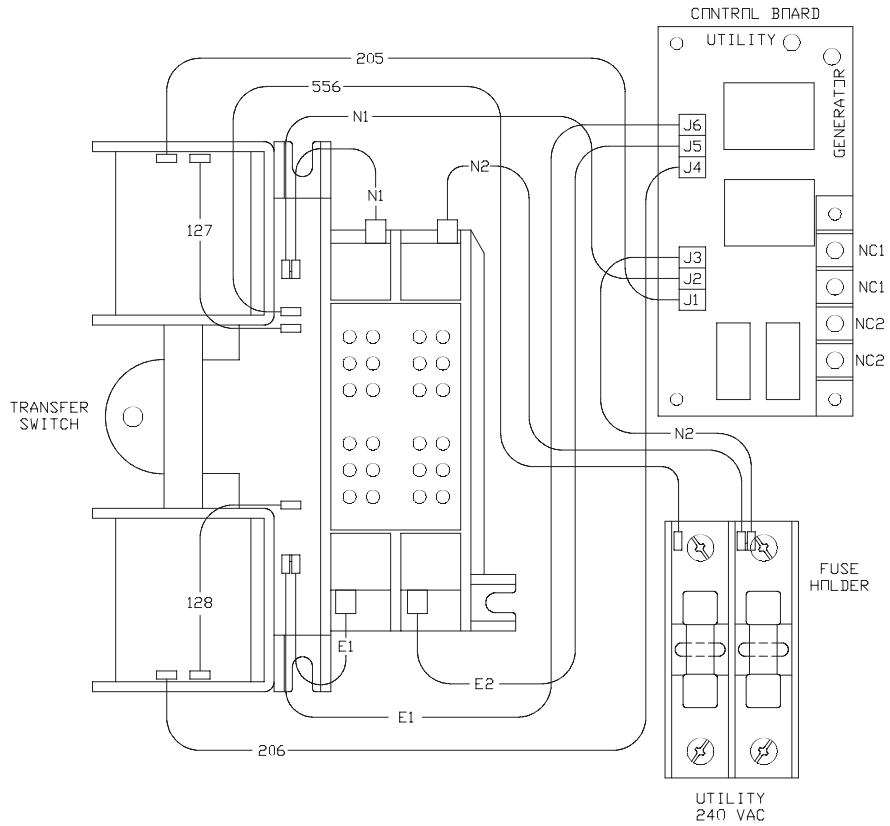 CONTROL BOARD
UTILITY
GENERATOR
205
556
N1
J6
J5
J4
N2
N1
127
J3
J2
J1
NC1
NC1
NC2
NC2
TRANSFER
SWITCH
N2
FUSE
HOLDER
128
E1
E2
E1
206
UTILITY
240 VAC